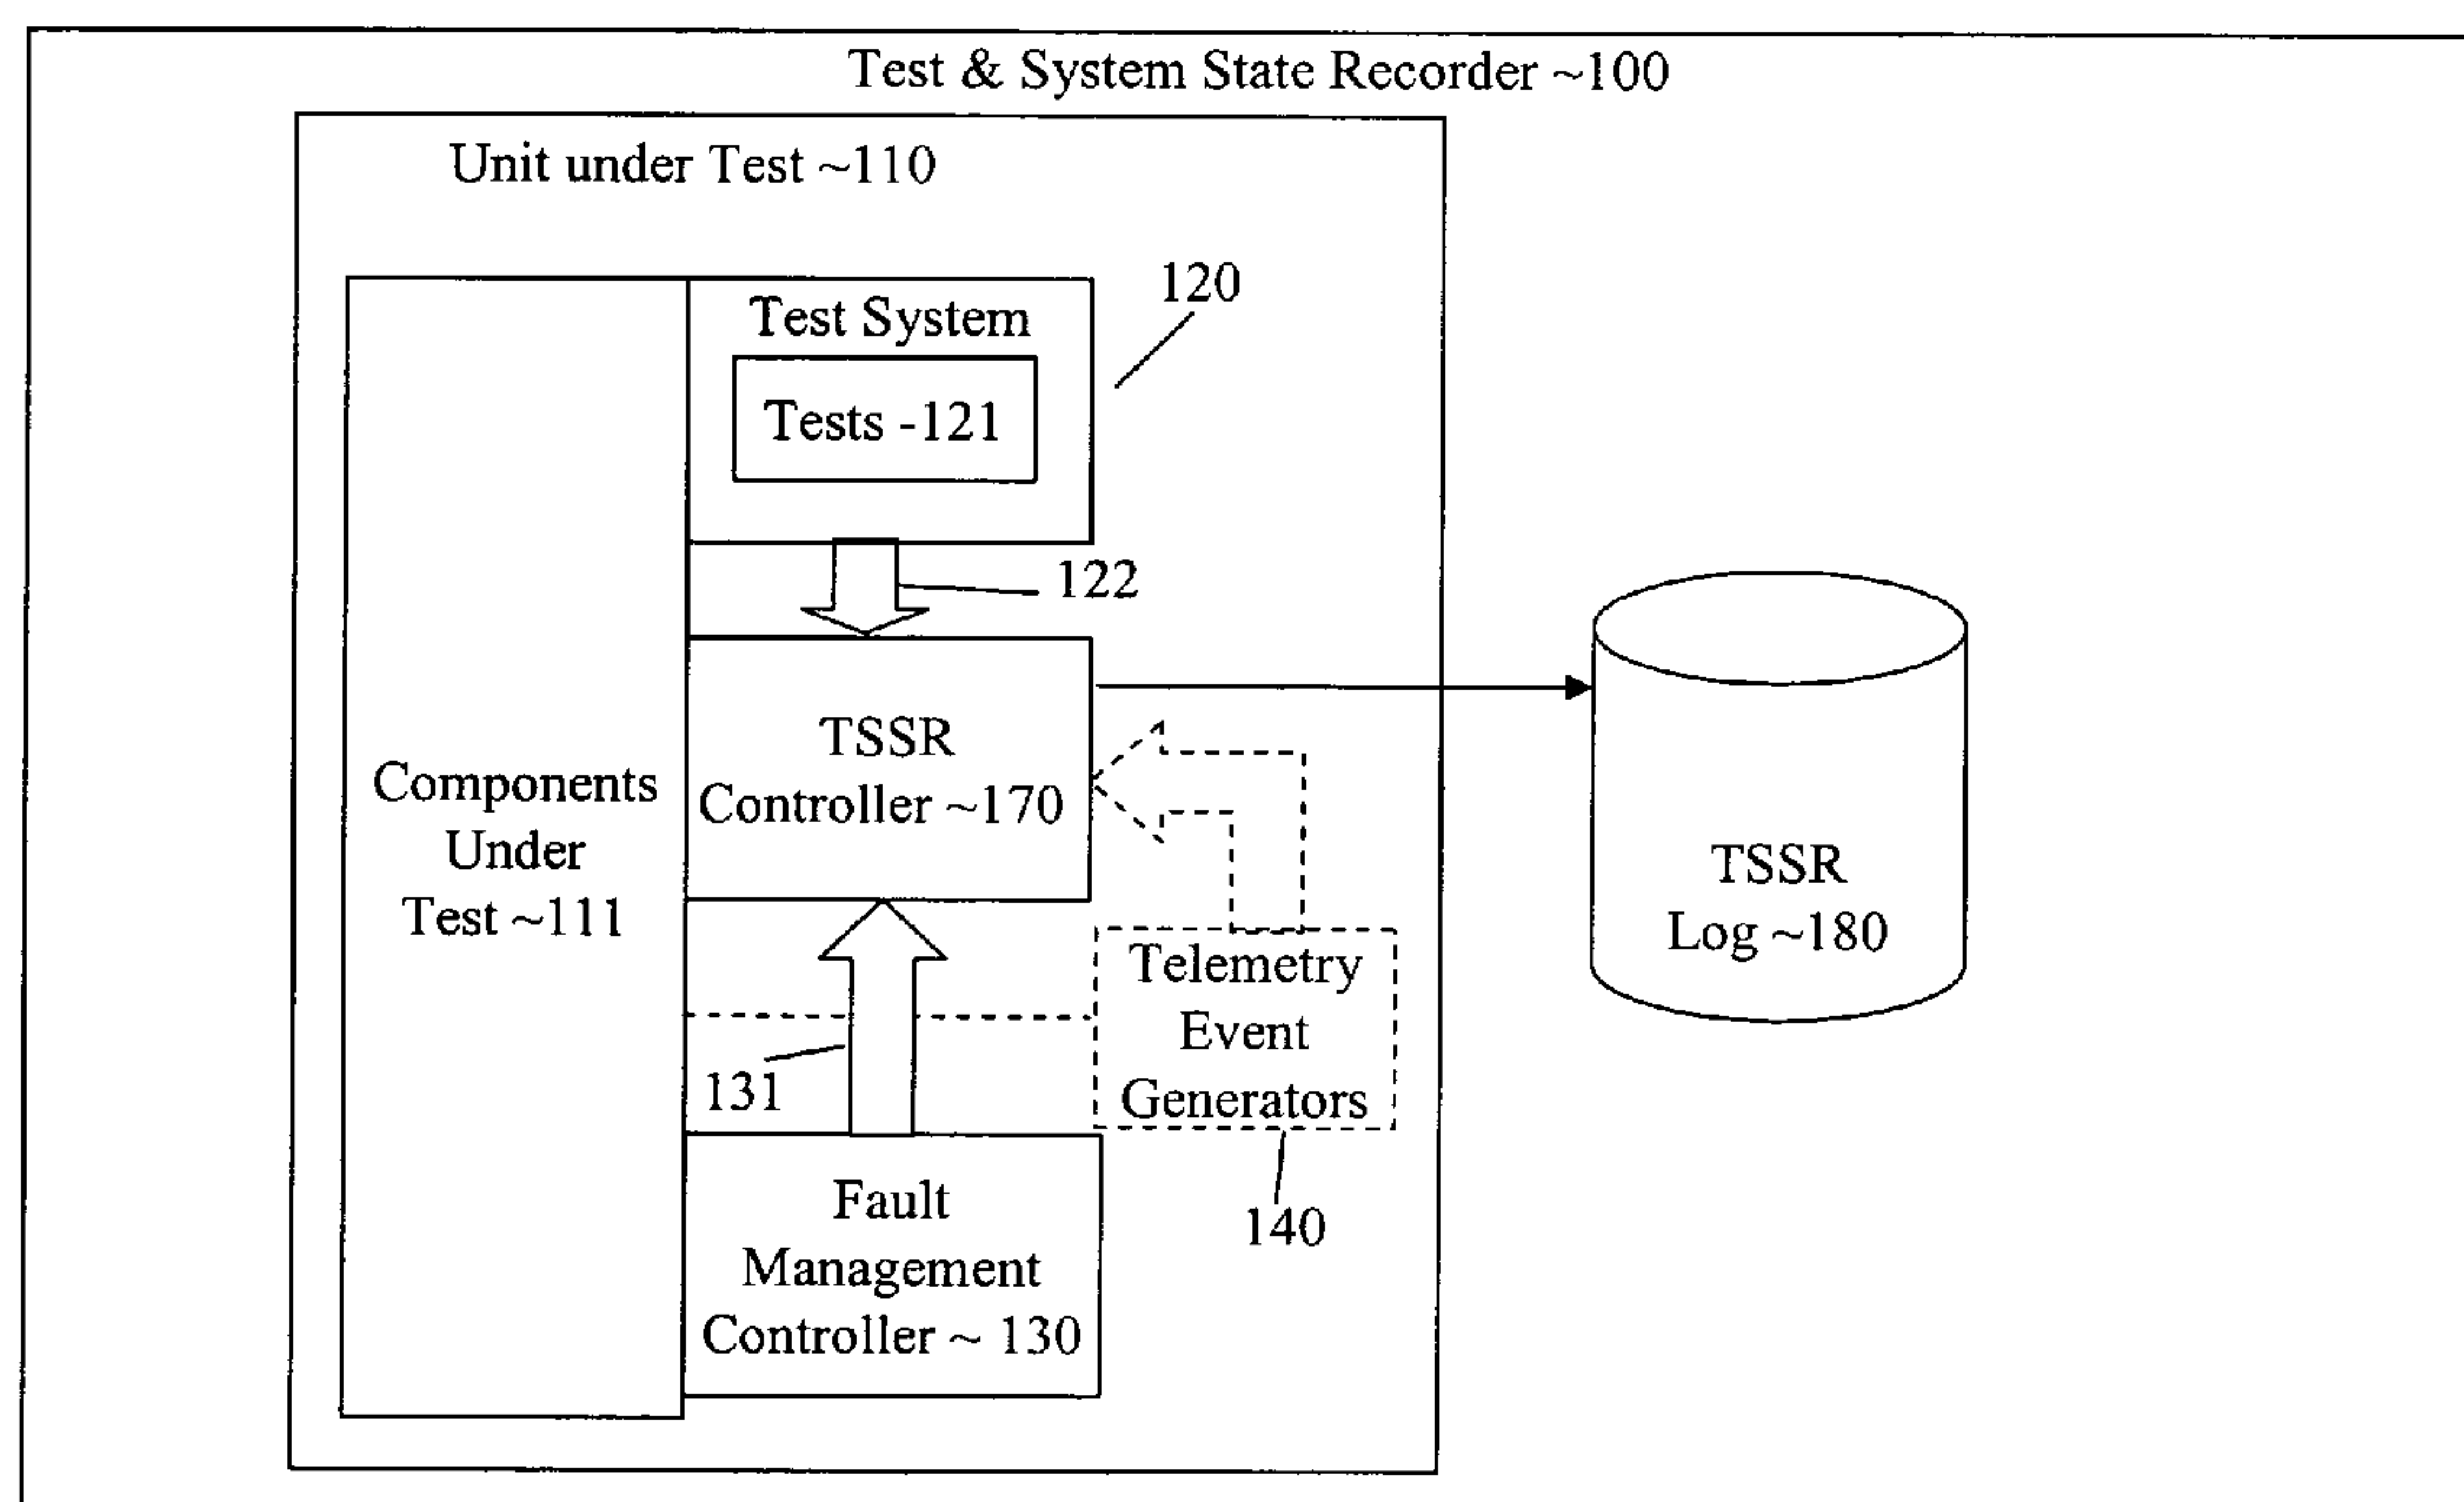 Test & System State Recorder ~100
Unit under Test ~110
120
Test System
Tests -121
122
TSSR
Controller ~170
Components
Under
Test ~111
TSSR
Log ~180
Telemetry
Event
Generators
131
140
Fault
Management
Controller ~ 130